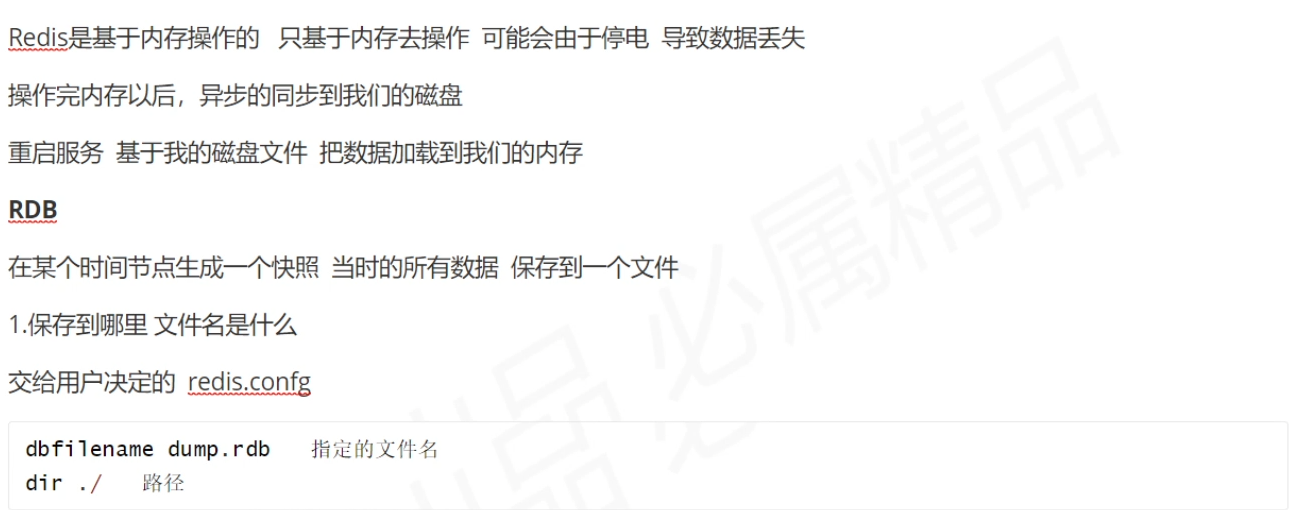 Redis是基于内存操作的 只基于内存去操作 可能会由于停电 导致数据丢失
操作完内存以后，异步的同步到我们的磁盘
重启服务 基于我的磁盘文件 把数据加载到我们的内存
RDB
在某个时间节点生成一个快照 当时的所有数据 保存到一个文件
1.保存到哪里 文件名是什么
交给用户决定的 redis.confg
dbfilename dump.rdb 指定的文件名
dir ./ 路径
品 必属精品